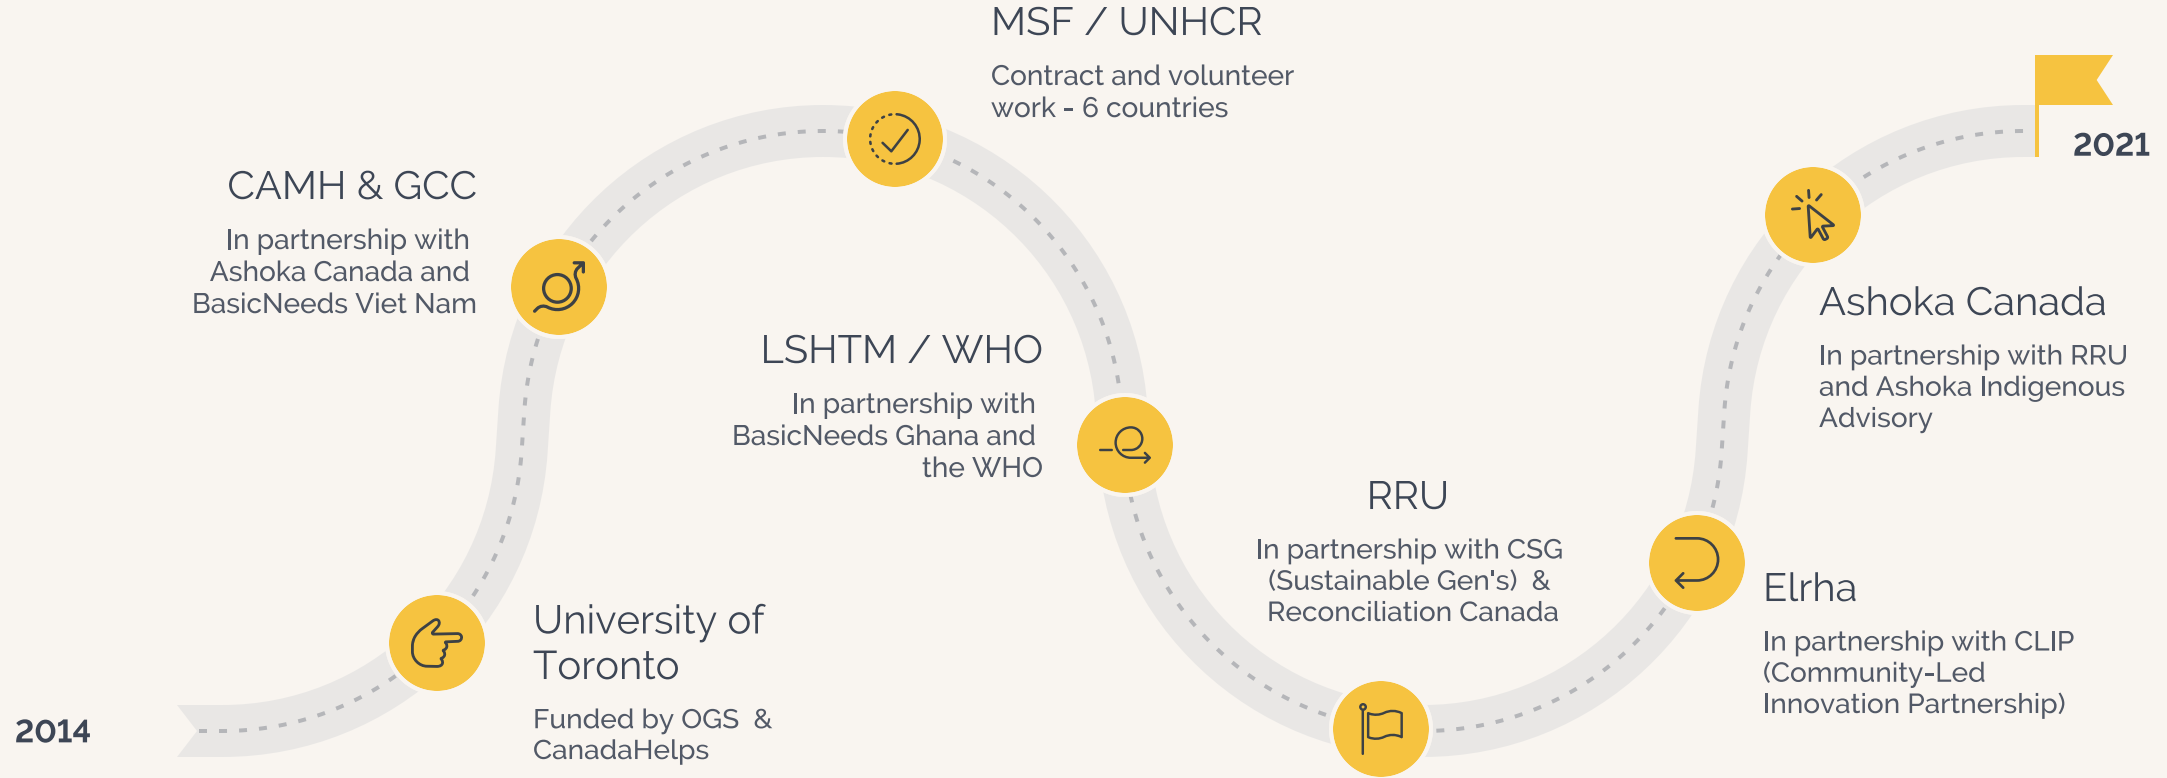 2014
University of
Toronto
Funded by OGS & 
CanadaHelps
CAMH & GCC
In partnership with
Ashoka Canada and
BasicNeeds Viet Nam
MSF / UNHCR
Contract and volunteer
work - 6 countries
LSHTM / WHO
In partnership with
BasicNeeds Ghana and
the WHO
RRU
In partnership with CSG
(Sustainable Gen's) &
Reconciliation Canada
Elrha
In partnership with CLIP
(Community-Led
Innovation Partnership)
Ashoka Canada
In partnership with RRU
and Ashoka Indigenous
Advisory
2021